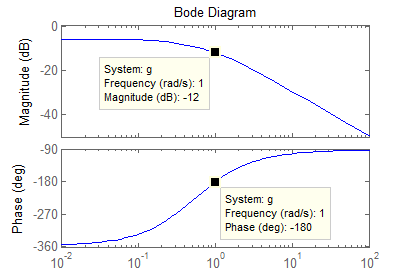 Bode Diagram
Magnitude (dB)
0
-20
-40
System: g
Frequency (rad/s): 1
Magnitude (dB): -12
Phase (deg)
-90
-180
-270
-360
System: g
Frequency (rad/s): 1
Phase (deg): -180
10^-2 10^-1 10^0 10^1 10^2